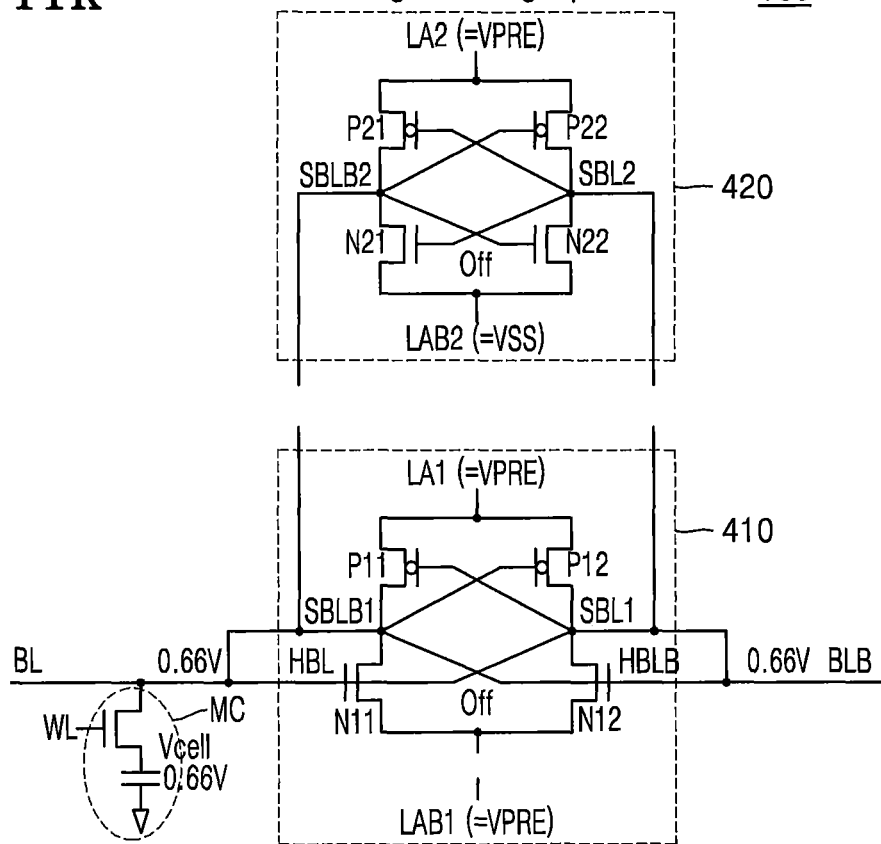 LA2 (=VPRE)
P21 P22
SBLB2 SBL2
420
N21 N22
Off
LAB2 (=VSS)
LA1 (=VPRE)
410
P11 P12
SBLB1 SBL1
BL 0.66V HBL HBLB 0.66V BLB
MC Off
WL N11 N12
Vcell
0.66V
LAB1 (=VPRE)